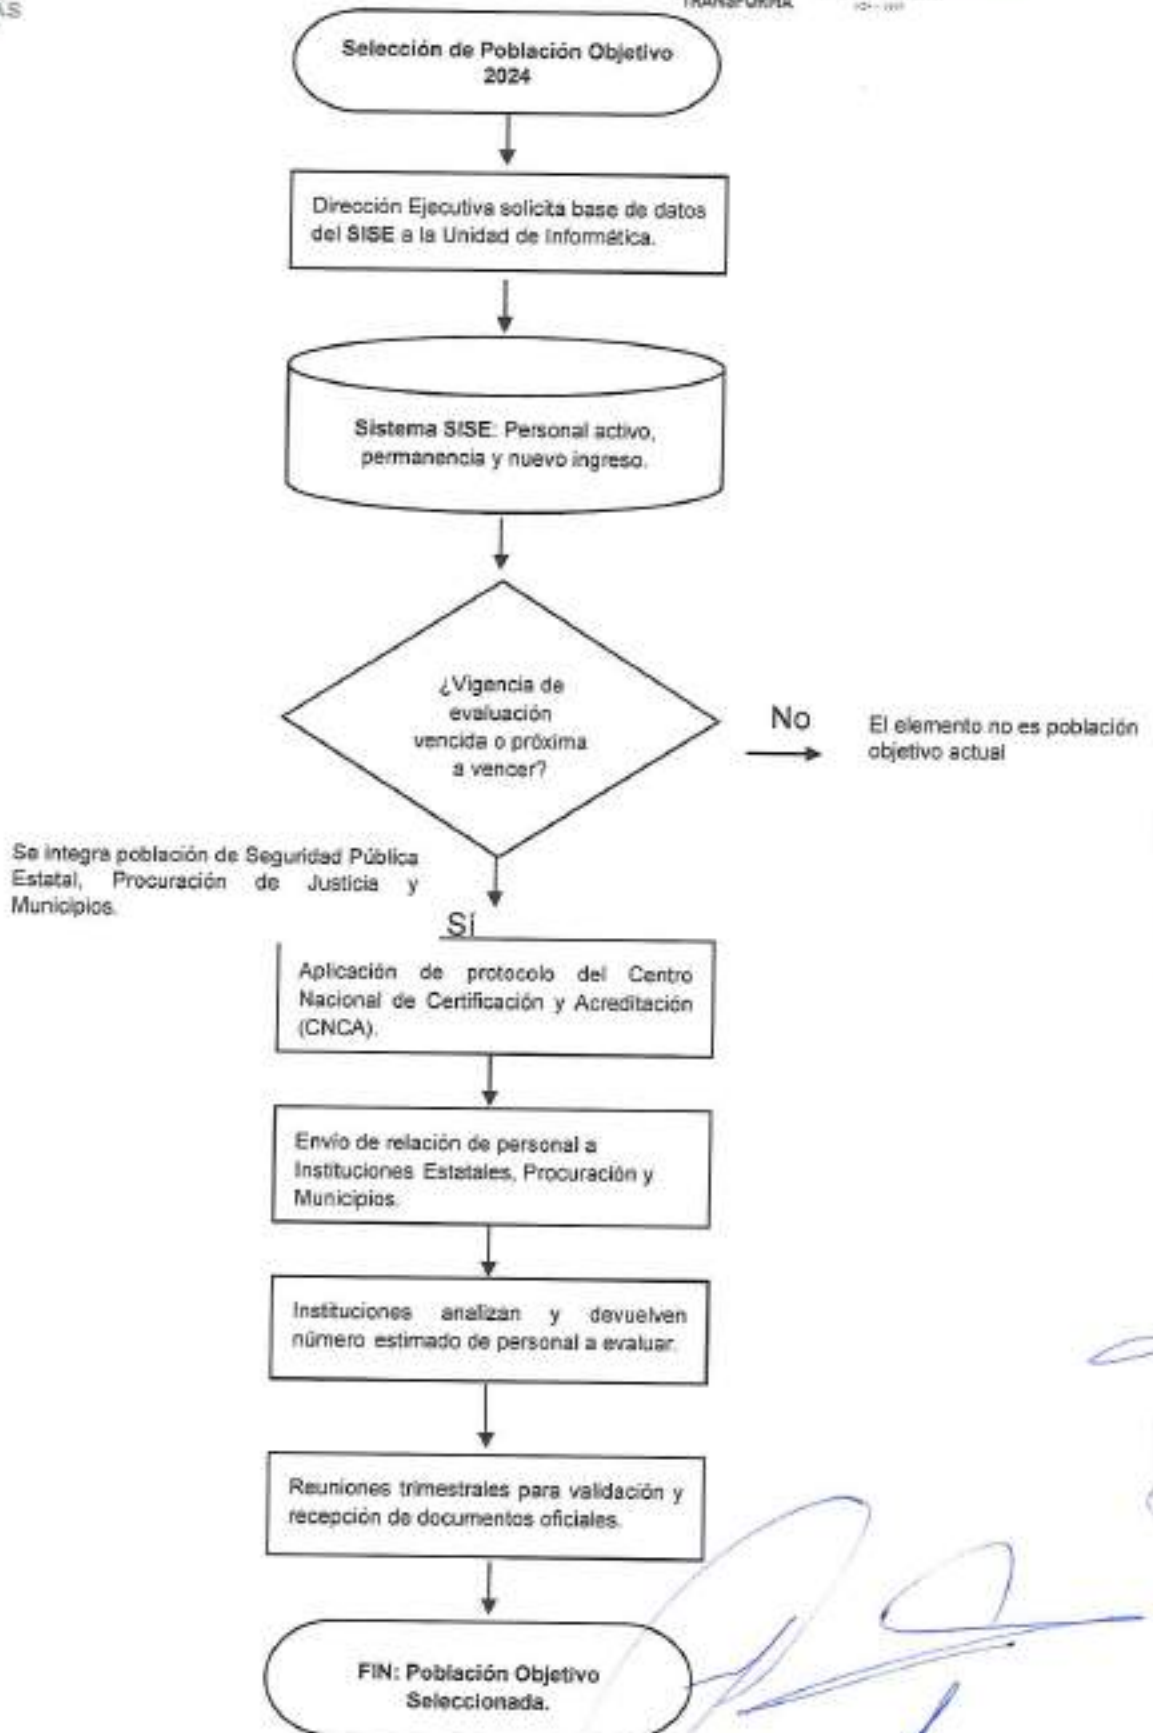 AS
TRANSFORMA
Selección de Población Objetivo
2024
Dirección Ejecutiva solicita base de datos
del SISE a la Unidad de Informática.
Sistema SISE: Personal activo,
permanencia y nuevo ingreso.
¿Vigencia de
evaluación
vencida o próxima
a vencer?
No
El elemento no es población
objetivo actual
Se integra población de Seguridad Pública
Estatal, Procuración de Justicia y
Municipios.
Sí
Aplicación de protocolo del Centro
Nacional de Certificación y Acreditación
(CNCA).
Envío de relación de personal a
Instituciones Estatales, Procuración y
Municipios.
Instituciones analizan y devuelven
número estimado de personal a evaluar.
Reuniones trimestrales para validación y
recepción de documentos oficiales.
FIN: Población Objetivo
Seleccionada.